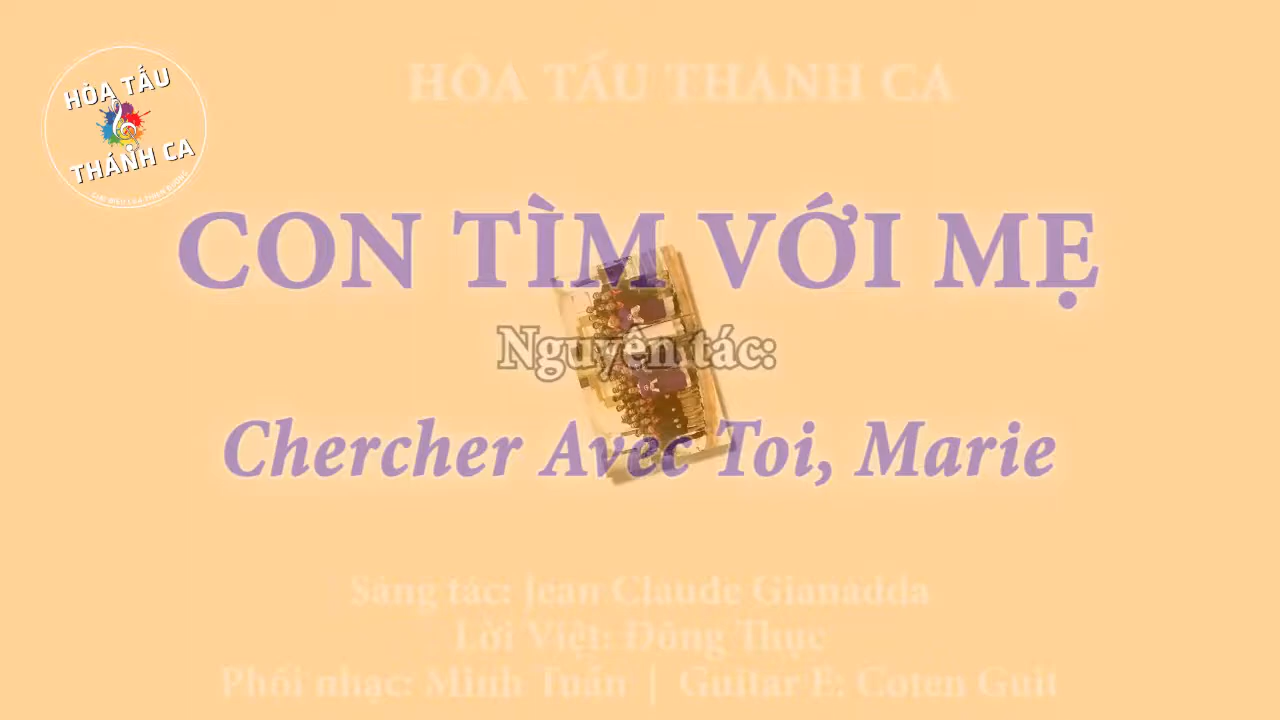 HÒA TẤU
THÁNH CA
HÒA TẤU THÁNH CA
CON TÌM VỚI MẸ
Nguyên tác:
Chercher Avec Toi, Marie
Sáng tác: Jean Claude Gianadda
Lời Việt: Đông Thục
Phối nhạc: Minh Tuấn | Guitar E: Coten Guit